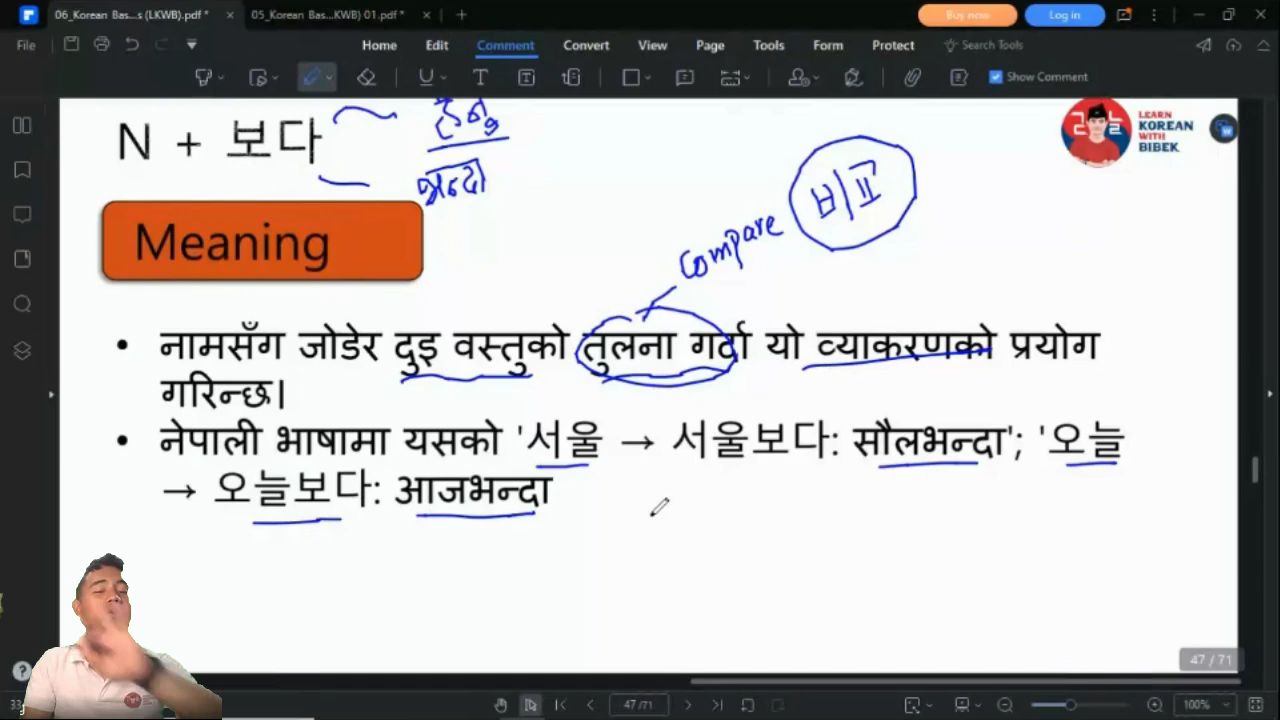 06_Korean Bas...s (LKWB).pdf *
05_Korean Bas...KWB) 01.pdf *
Buy now
Log in
File
Home
Edit
Comment
Convert
View
Page
Tools
Form
Protect
Search Tools
Show Comment
N + 보다
हेर्नु
भन्दा
LEARN
KOREAN
WITH
BIBEK
비교
Compare
Meaning
• नामसँग जोडेर दुइ वस्तुको तुलना गर्दा यो व्याकरणको प्रयोग
गरिन्छ।
• नेपाली भाषामा यसको '서울 → 서울보다: सौलभन्दा'; '오늘
→ 오늘보다: आजभन्दा
47 / 71
47 /71
100%